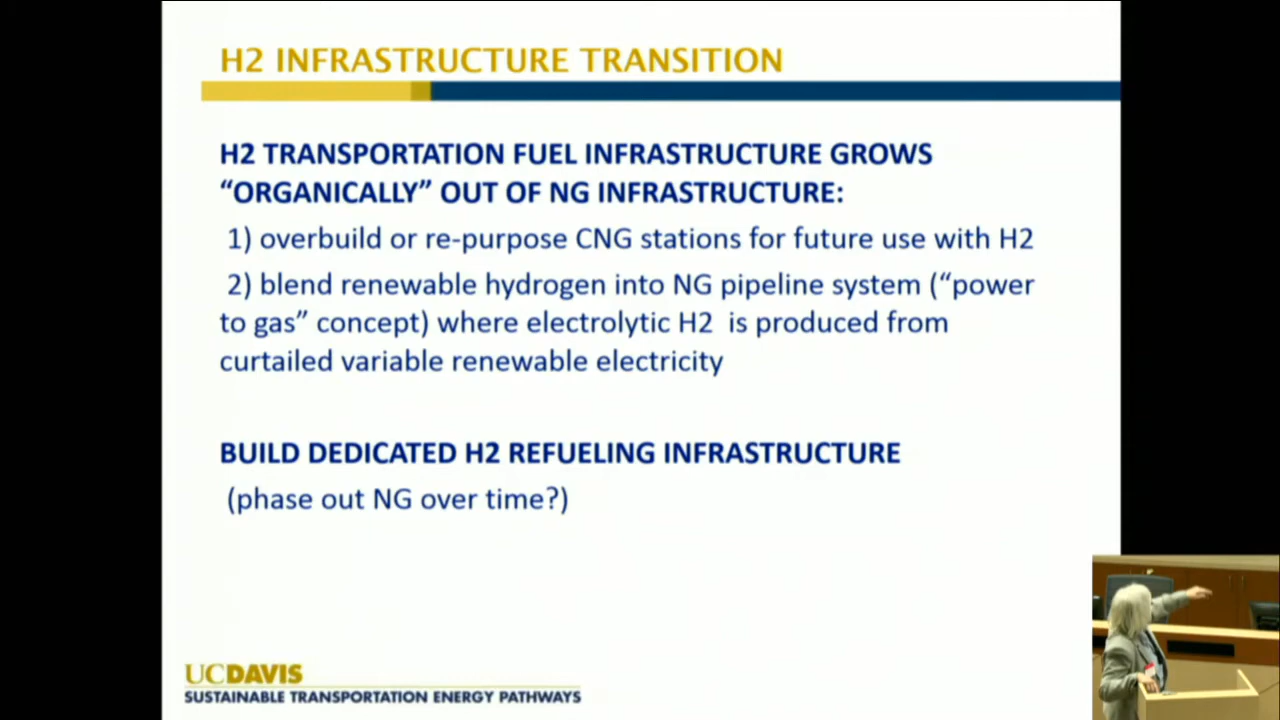 H2 INFRASTRUCTURE TRANSITION
H2 TRANSPORTATION FUEL INFRASTRUCTURE GROWS
“ORGANICALLY” OUT OF NG INFRASTRUCTURE:
1) overbuild or re-purpose CNG stations for future use with H2
2) blend renewable hydrogen into NG pipeline system (“power
to gas” concept) where electrolytic H2 is produced from
curtailed variable renewable electricity
BUILD DEDICATED H2 REFUELING INFRASTRUCTURE
(phase out NG over time?)
UCDAVIS
SUSTAINABLE TRANSPORTATION ENERGY PATHWAYS